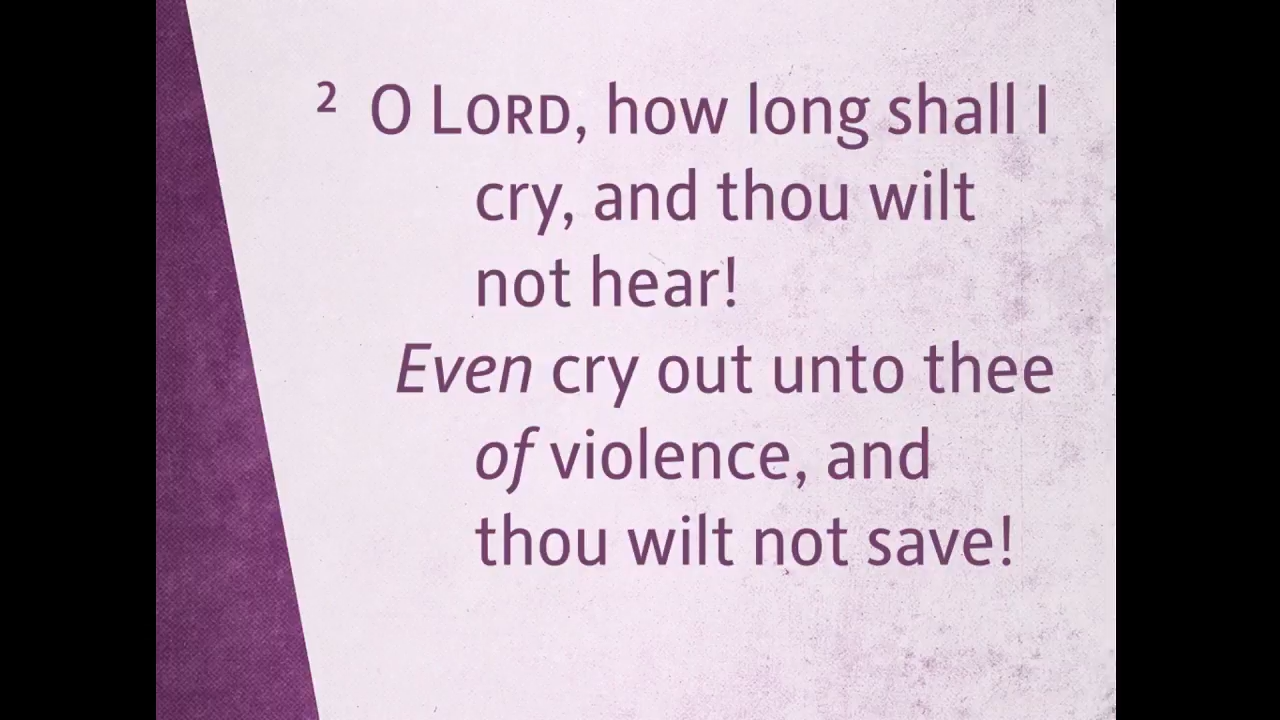 ² O LORD, how long shall I
cry, and thou wilt
not hear!
Even cry out unto thee
of violence, and
thou wilt not save!